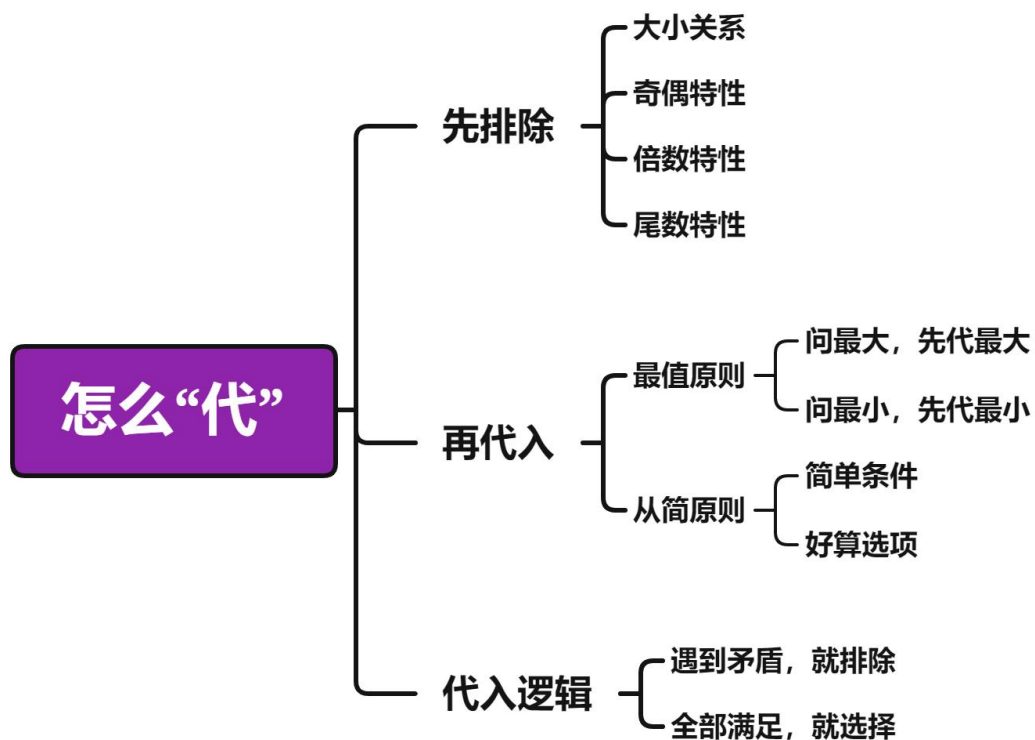 怎么“代”
先排除
大小关系
奇偶特性
倍数特性
尾数特性
再代入
最值原则
问最大，先代最大
问最小，先代最小
从简原则
简单条件
好算选项
代入逻辑
遇到矛盾，就排除
全部满足，就选择